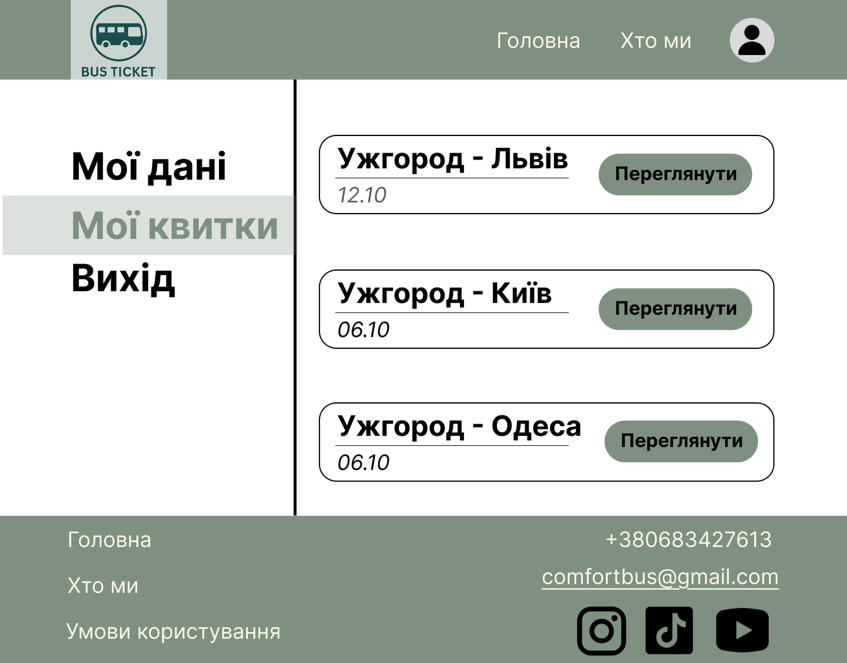 BUS TICKET
Головна
Хто ми
Мої дані
Мої квитки
Вихід
Ужгород - Львів
12.10
Переглянути
Ужгород - Київ
06.10
Переглянути
Ужгород - Одеса
06.10
Переглянути
Головна
Хто ми
Умови користування
+380683427613
comfortbus@gmail.com